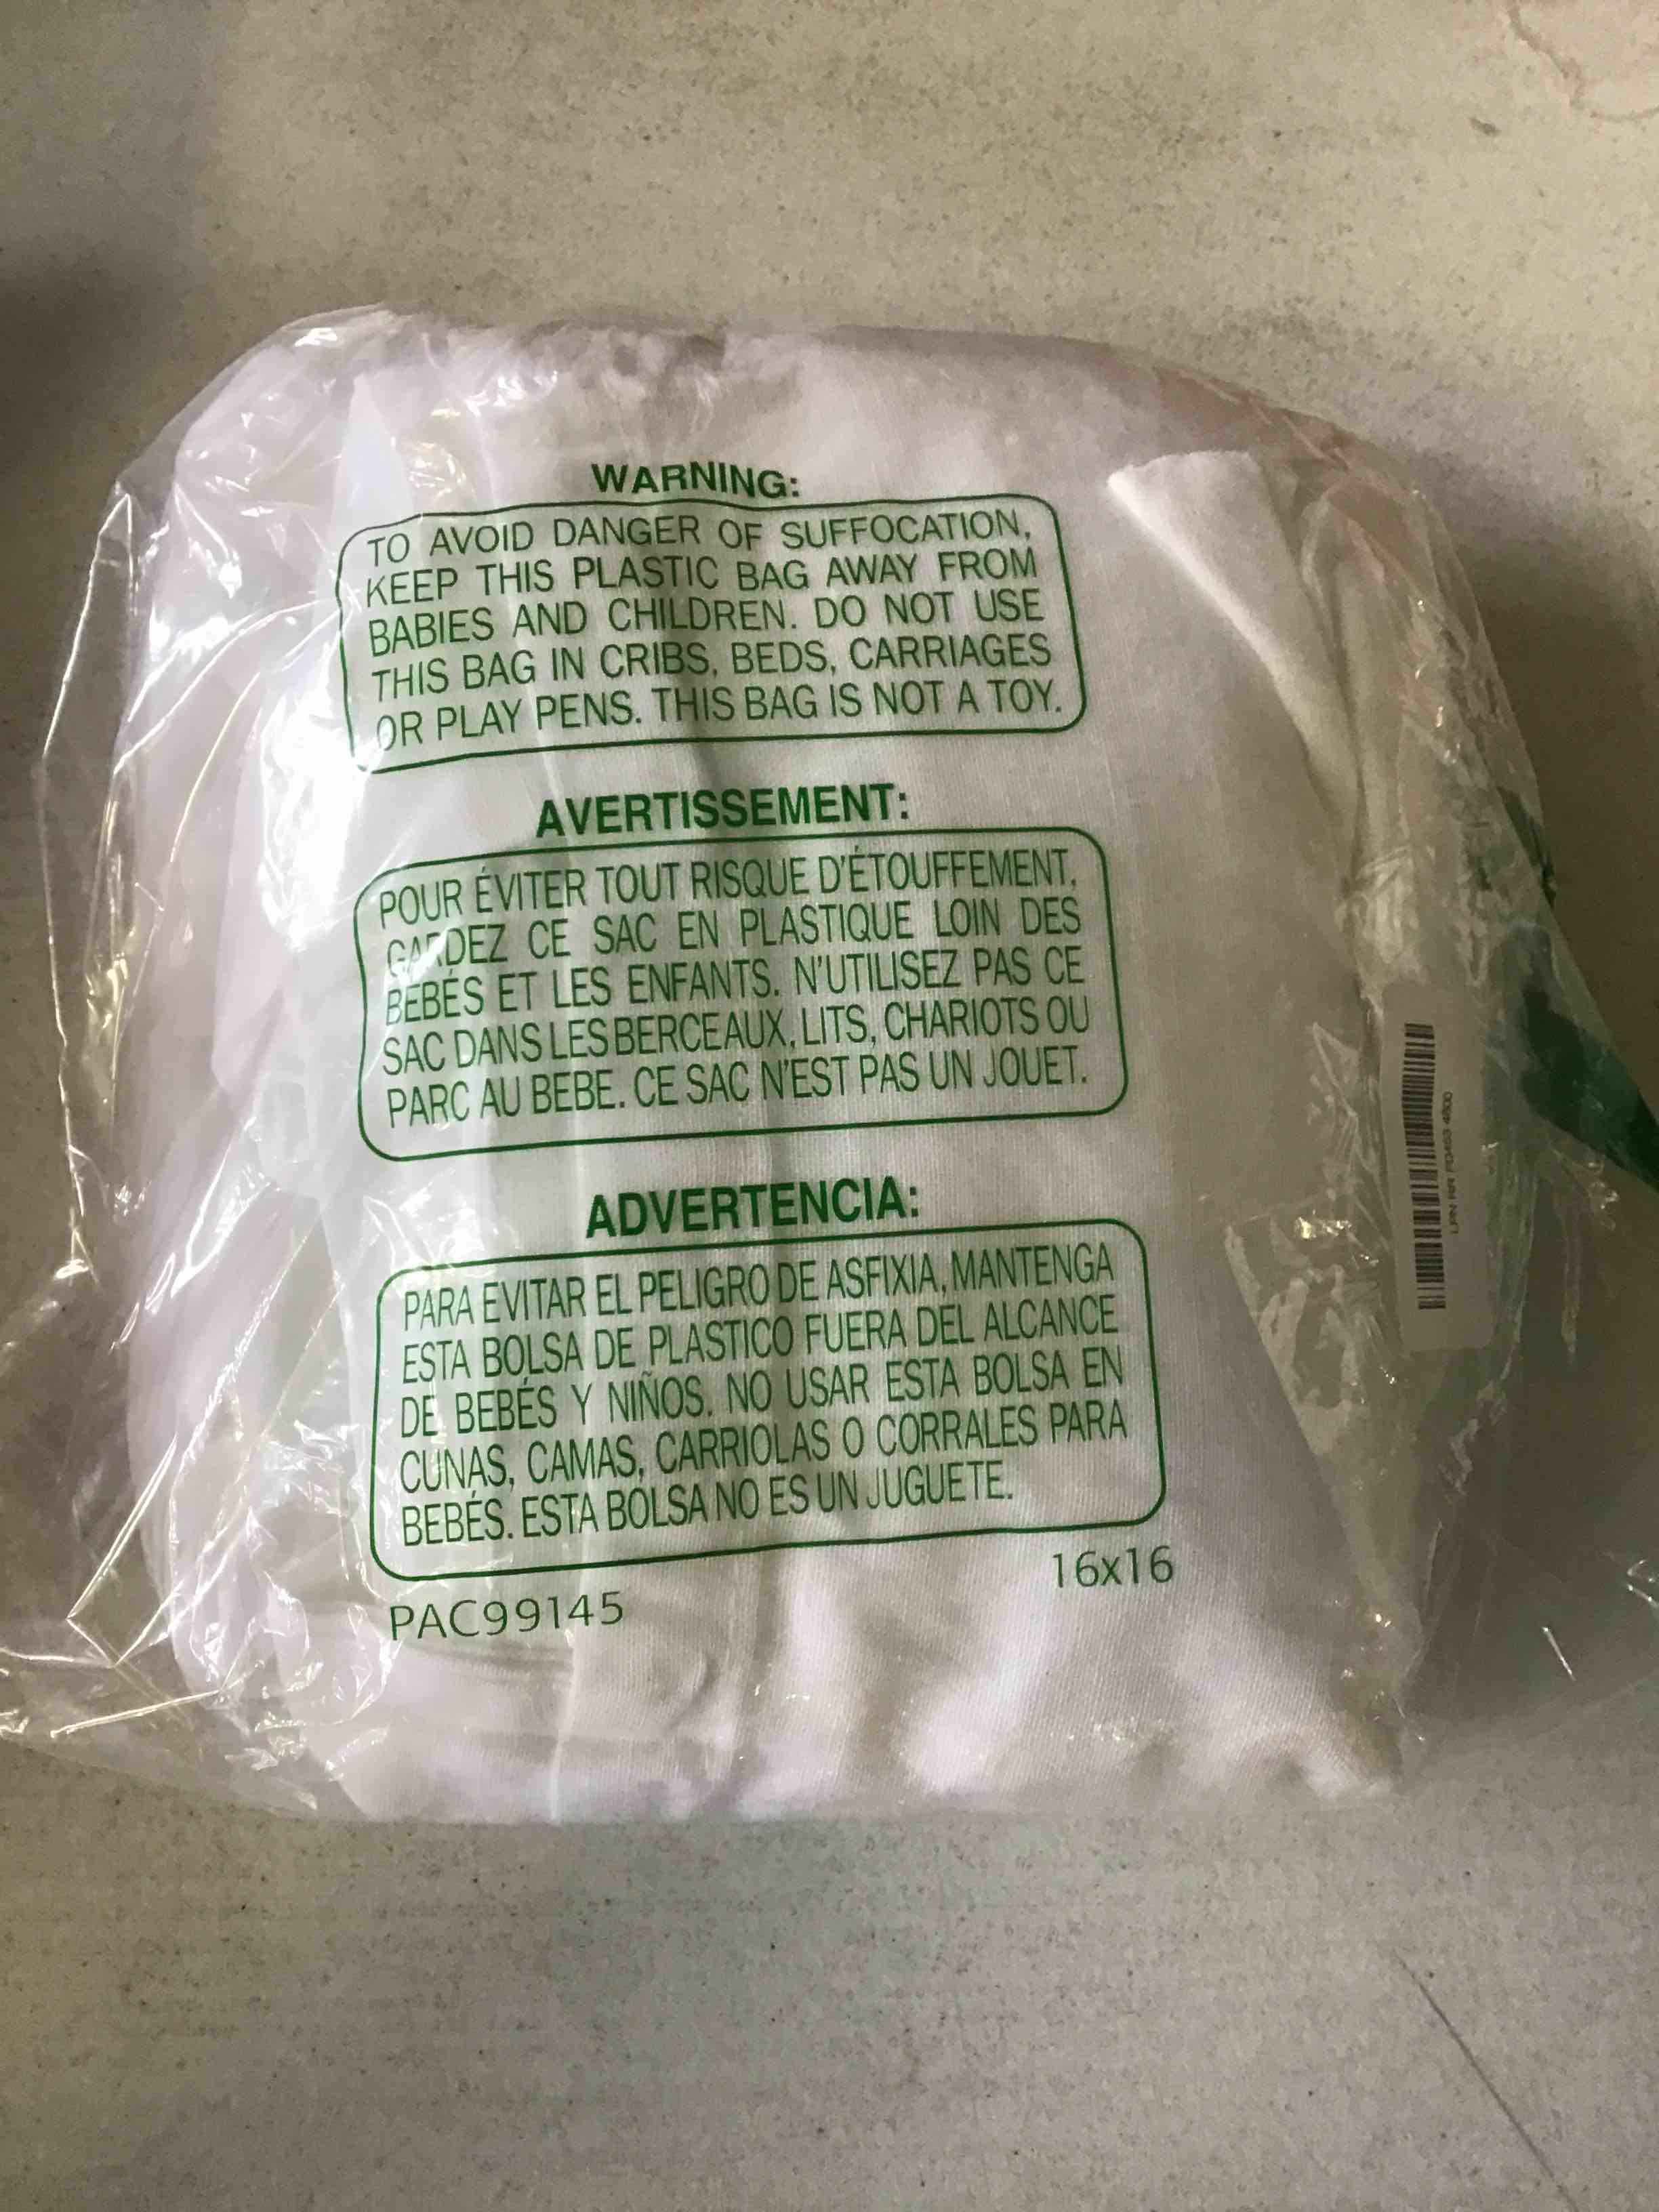 WARNING:
TO AVOID DANGER OF SUFFOCATION,
KEEP THIS PLASTIC BAG AWAY FROM
BABIES AND CHILDREN. DO NOT USE
THIS BAG IN CRIBS, BEDS, CARRIAGES
OR PLAY PENS. THIS BAG IS NOT A TOY.
AVERTISSEMENT:
POUR ÉVITER TOUT RISQUE D'ÉTOUFFEMENT,
GARDEZ CE SAC EN PLASTIQUE LOIN DES
BEBÉS ET LES ENFANTS. N'UTILISEZ PAS CE
SAC DANS LES BERCEAUX, LITS, CHARIOTS OU
PARC AU BEBE. CE SAC N'EST PAS UN JOUET.
ADVERTENCIA:
PARA EVITAR EL PELIGRO DE ASFIXIA, MANTENGA
ESTA BOLSA DE PLASTICO FUERA DEL ALCANCE
DE BEBÉS Y NIÑOS. NO USAR ESTA BOLSA EN
CUNAS, CAMAS, CARRIOLAS O CORRALES PARA
BEBÉS. ESTA BOLSA NO ES UN JUGUETE.
16x16
PAC99145